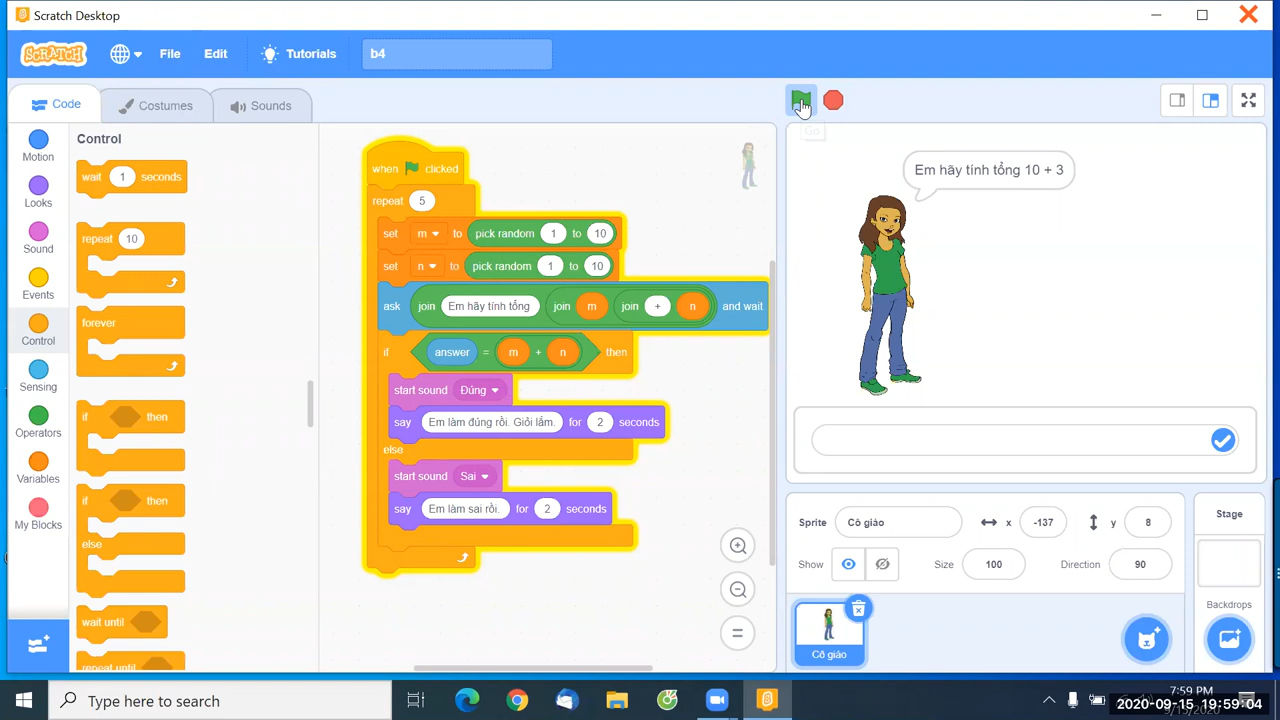 Scratch Desktop
SCRATCH
File
Edit
Tutorials
b4
Code
Costumes
Sounds
Motion
Looks
Sound
Events
Control
Sensing
Operators
Variables
My Blocks
Control
wait 1 seconds
repeat 10
forever
if then
if then
else
wait until
repeat until
when clicked
repeat 5
set m to pick random 1 to 10
set n to pick random 1 to 10
ask join Em hãy tính tổng join m join + n and wait
if answer = m + n then
start sound Đúng
say Em làm đúng rồi. Giỏi lắm. for 2 seconds
else
start sound Sai
say Em làm sai rồi. for 2 seconds
Go
Em hãy tính tổng 10 + 3
Sprite Cô giáo x -137 y 8
Show Size 100 Direction 90
Cô giáo
Stage
Backdrops
Type here to search
7:59 PM
2020-09-15 19:59:04